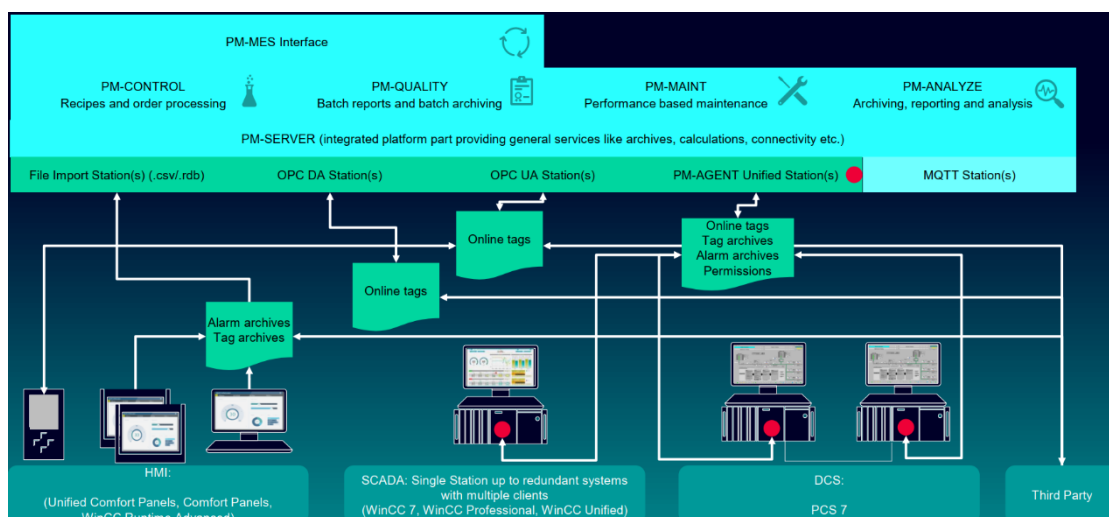 PM-MES Interface
PM-CONTROL
Recipes and order processing
PM-QUALITY
Batch reports and batch archiving
PM-MAINT
Performance based maintenance
PM-ANALYZE
Archiving, reporting and analysis
PM-SERVER (integrated platform part providing general services like archives, calculations, connectivity etc.)
File Import Station(s) (.csv/.rdb)
OPC DA Station(s)
OPC UA Station(s)
PM-AGENT Unified Station(s)
MQTT Station(s)
Online tags
Online tags
Tag archives
Alarm archives
Permissions
Online tags
Alarm archives
Tag archives
HMI:
(Unified Comfort Panels, Comfort Panels,
WinCC Runtime Advanced)
SCADA: Single Station up to redundant systems
with multiple clients
(WinCC 7, WinCC Professional, WinCC Unified)
DCS:
PCS 7
Third Party